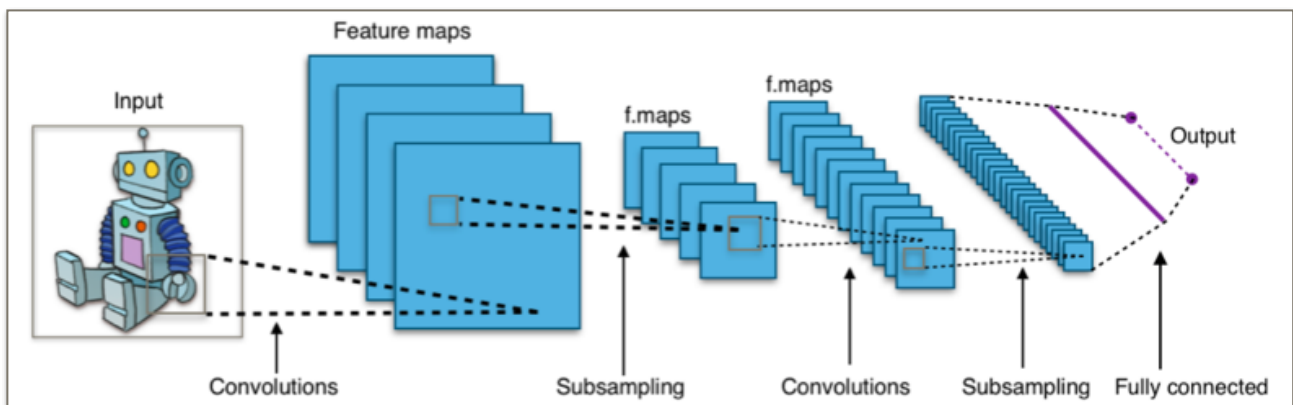 Feature maps
Input
f.maps
f.maps
Output
Convolutions
Subsampling
Convolutions
Subsampling
Fully connected